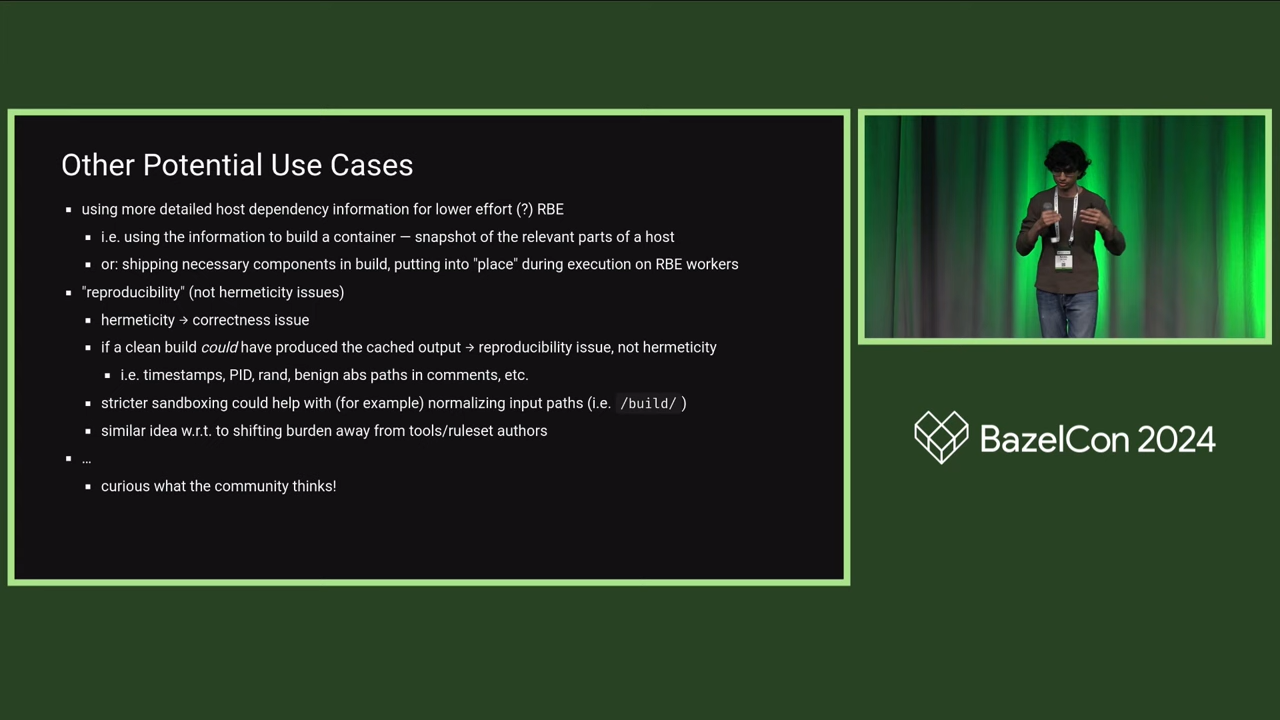 Other Potential Use Cases
using more detailed host dependency information for lower effort (?) RBE
i.e. using the information to build a container — snapshot of the relevant parts of a host
or: shipping necessary components in build, putting into "place" during execution on RBE workers
"reproducibility" (not hermeticity issues)
hermeticity → correctness issue
if a clean build could have produced the cached output → reproducibility issue, not hermeticity
i.e. timestamps, PID, rand, benign abs paths in comments, etc.
stricter sandboxing could help with (for example) normalizing input paths (i.e. /build/ )
similar idea w.r.t. to shifting burden away from tools/ruleset authors
…
curious what the community thinks!
BazelCon 2024